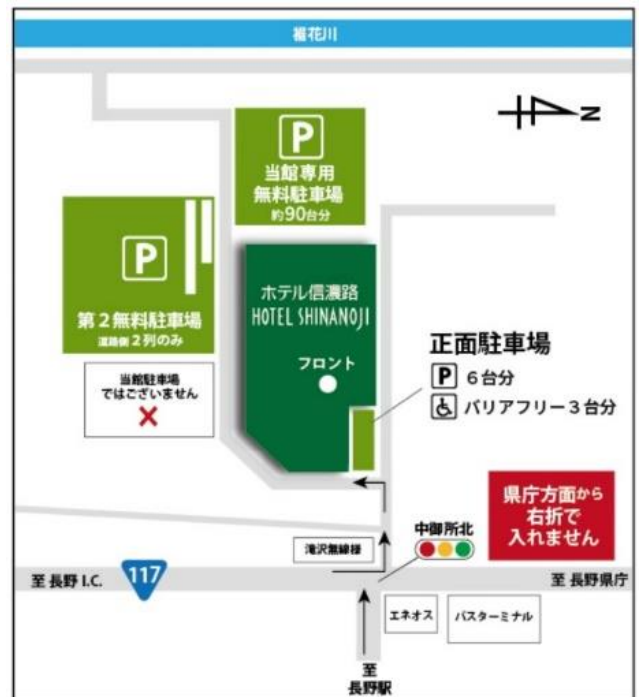 裾花川
N
P
当館専用
無料駐車場
約90台分
P
第2無料駐車場
道路側2列のみ
当館駐車場
ではございません
ホテル信濃路
HOTEL SHINANOJI
フロント
正面駐車場
P 6台分
バリアフリー3台分
県庁方面から
右折で
入れません
中御所北
滝沢無線様
至 長野 I.C.
117
至 長野県庁
エネオス
バスターミナル
至
長野駅